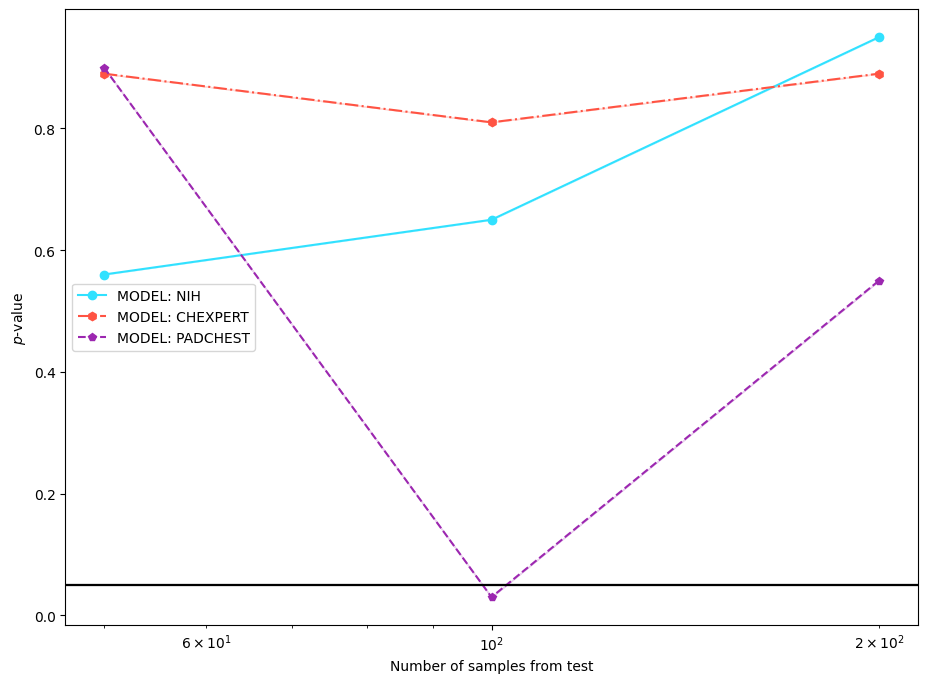 p-value
0.8
0.6
0.4
0.2
0.0
MODEL: NIH
MODEL: CHEXPERT
MODEL: PADCHEST
6 × 10¹
10²
2 × 10²
Number of samples from test